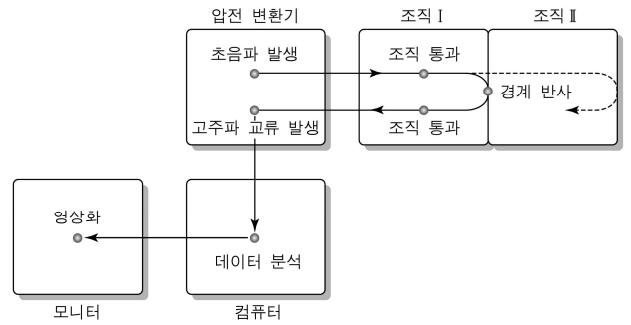 압전 변환기
조직 Ⅰ
조직 Ⅱ
초음파 발생
조직 통과
경계 반사
고주파 교류 발생
조직 통과
영상화
데이터 분석
모니터
컴퓨터